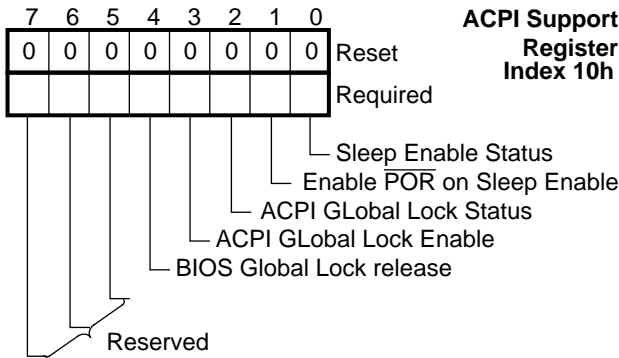 7 6 5 4 3 2 1 0
ACPI Support
Register
Index 10h
0 0 0 0 0 0 0 0 Reset
Required
Sleep Enable Status
Enable P̅O̅R̅ on Sleep Enable
ACPI GLobal Lock Status
ACPI GLobal Lock Enable
BIOS Global Lock release
Reserved